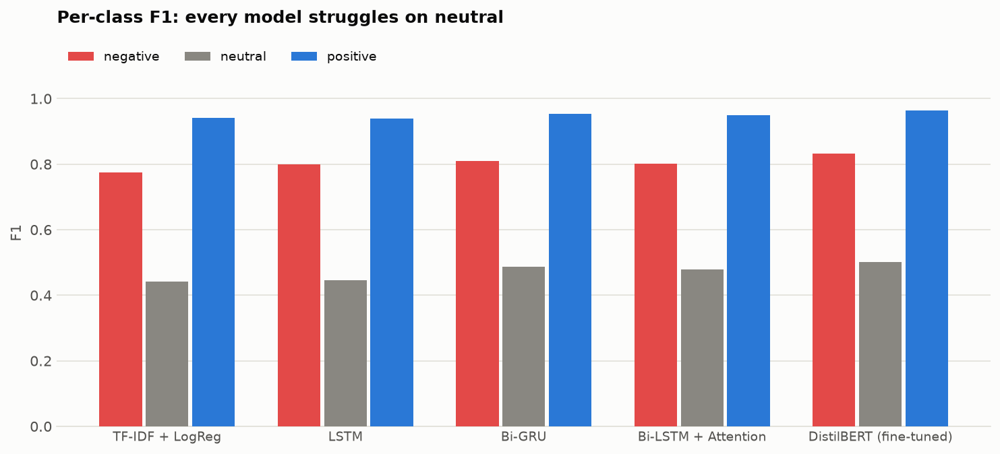 Per-class F1: every model struggles on neutral
negative neutral positive
1.0
0.8
0.6
0.4
0.2
0.0
F1
TF-IDF + LogReg LSTM Bi-GRU Bi-LSTM + Attention DistilBERT (fine-tuned)